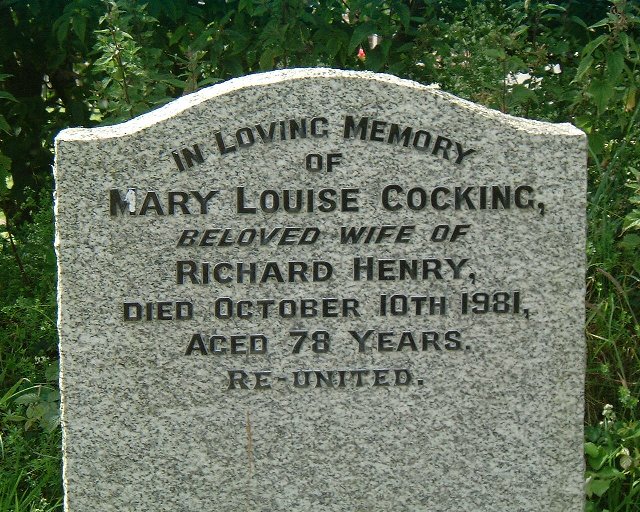 IN LOVING MEMORY
OF
MARY LOUISE COCKING,
BELOVED WIFE OF
RICHARD HENRY,
DIED OCTOBER 10TH 1981,
AGED 78 YEARS.
RE-UNITED.